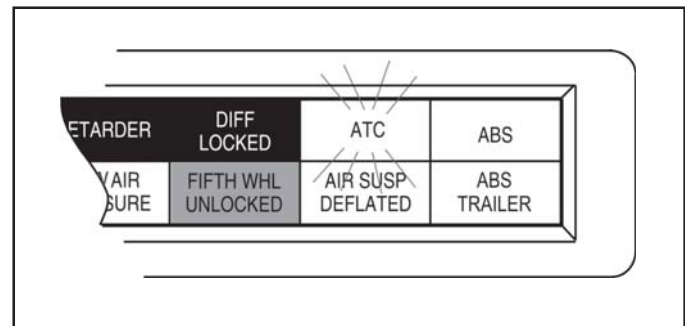 ETARDER
DIFF
LOCKED
ATC
ABS
AIR
SURE
FIFTH WHL
UNLOCKED
AIR SUSP
DEFLATED
ABS
TRAILER